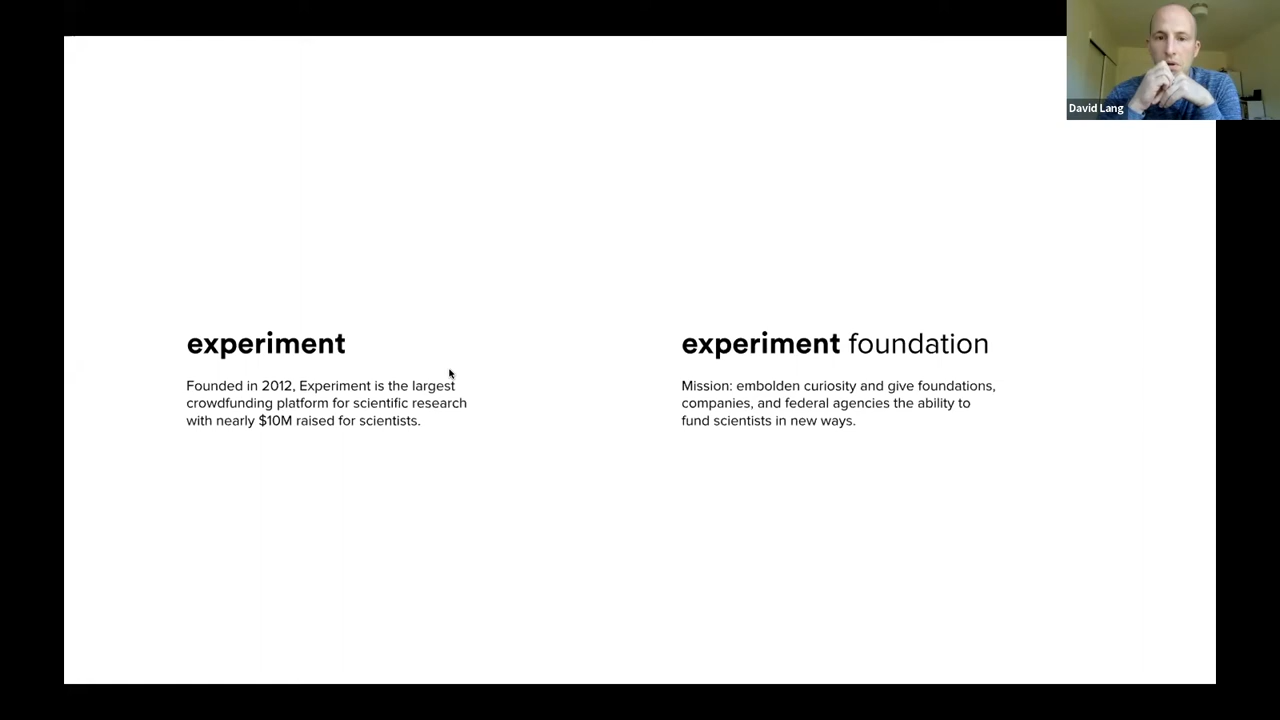 David Lang
experiment
Founded in 2012, Experiment is the largest
crowdfunding platform for scientific research
with nearly $10M raised for scientists.
experiment foundation
Mission: embolden curiosity and give foundations,
companies, and federal agencies the ability to
fund scientists in new ways.